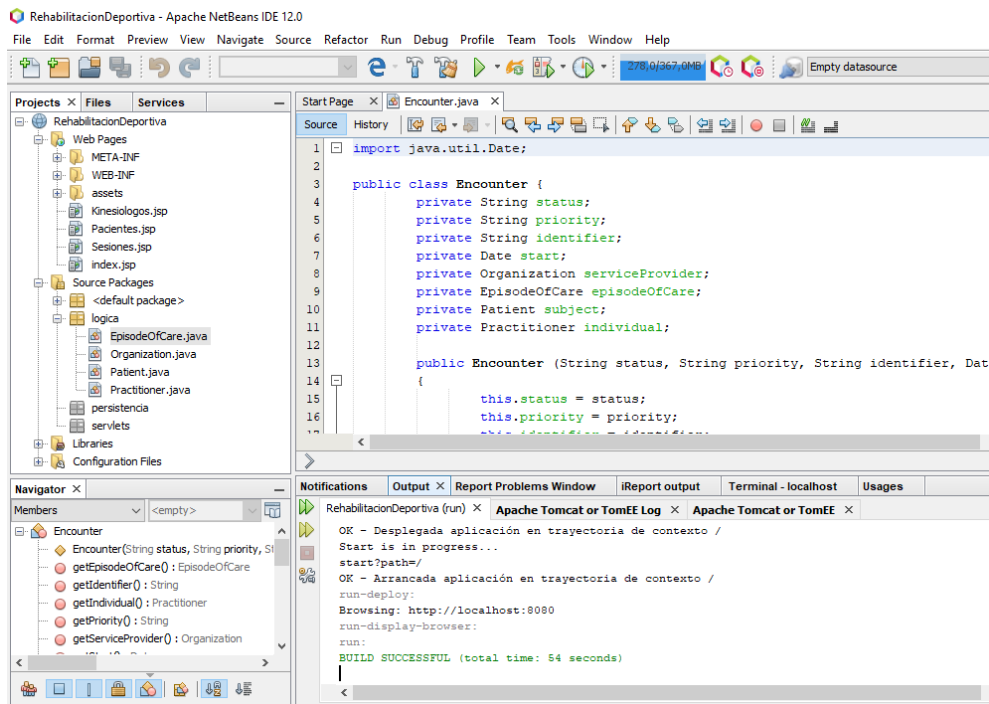 RehabilitacionDeportiva - Apache NetBeans IDE 12.0
File Edit Format Preview View Navigate Source Refactor Run Debug Profile Team Tools Window Help
278,0/367,0MB Empty datasource
Projects Files Services
RehabilitacionDeportiva
Web Pages
META-INF
WEB-INF
assets
Kinesiologos.jsp
Pacientes.jsp
Sesiones.jsp
index.jsp
Source Packages
<default package>
logica
EpisodeOfCare.java
Organization.java
Patient.java
Practitioner.java
persistencia
servlets
Libraries
Configuration Files
Start Page Encounter.java
Source History
1 import java.util.Date;
2
3 public class Encounter {
4 private String status;
5 private String priority;
6 private String identifier;
7 private Date start;
8 private Organization serviceProvider;
9 private EpisodeOfCare episodeOfCare;
10 private Patient subject;
11 private Practitioner individual;
12
13 public Encounter (String status, String priority, String identifier, Dat
14 {
15 this.status = status;
16 this.priority = priority;
Navigator
Members <empty>
Encounter
Encounter(String status, String priority, St
getEpisodeOfCare() : EpisodeOfCare
getIdentifier() : String
getIndividual() : Practitioner
getPriority() : String
getServiceProvider() : Organization
Notifications Output Report Problems Window iReport output Terminal - localhost Usages
RehabilitacionDeportiva (run) Apache Tomcat or TomEE Log Apache Tomcat or TomEE
OK - Desplegada aplicación en trayectoria de contexto /
Start is in progress...
start?path=/
OK - Arrancada aplicación en trayectoria de contexto /
run-deploy:
Browsing: http://localhost:8080
run-display-browser:
run:
BUILD SUCCESSFUL (total time: 54 seconds)